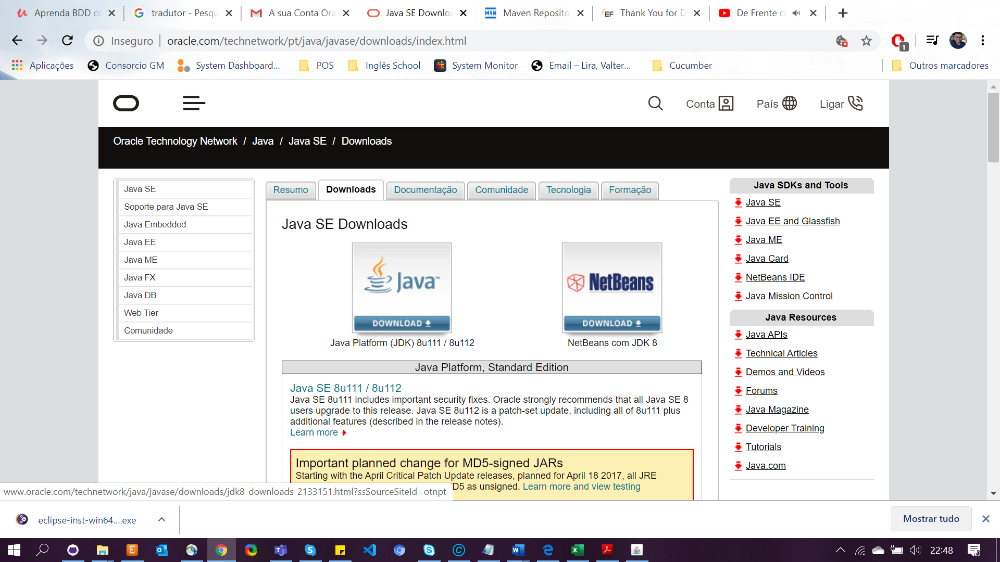 Aprenda BDD co
tradutor - Pesqu
A sua Conta Ora
Java SE Downloa
MVN Maven Reposito
EF Thank You for D
De Frente c
Inseguro
oracle.com/technetwork/pt/java/javase/downloads/index.html
1
Aplicações
Consorcio GM
System Dashboard...
POS
Inglês School
System Monitor
Email – Lira, Valter...
Cucumber
Outros marcadores
Conta
País
Ligar
Oracle Technology Network / Java / Java SE / Downloads
Java SE
Soporte para Java SE
Java Embedded
Java EE
Java ME
Java FX
Java DB
Web Tier
Comunidade
Resumo
Downloads
Documentação
Comunidade
Tecnologia
Formação
Java SE Downloads
Java™
DOWNLOAD
Java Platform (JDK) 8u111 / 8u112
NetBeans
DOWNLOAD
NetBeans com JDK 8
Java Platform, Standard Edition
Java SE 8u111 / 8u112
Java SE 8u111 includes important security fixes. Oracle strongly recommends that all Java SE 8
users upgrade to this release. Java SE 8u112 is a patch-set update, including all of 8u111 plus
additional features (described in the release notes).
Learn more
Important planned change for MD5-signed JARs
Starting with the April Critical Patch Update releases, planned for April 18 2017, all JRE
D5 as unsigned. Learn more and view testing
Java SDKs and Tools
Java SE
Java EE and Glassfish
Java ME
Java Card
NetBeans IDE
Java Mission Control
Java Resources
Java APIs
Technical Articles
Demos and Videos
Forums
Java Magazine
Developer Training
Tutorials
Java.com
www.oracle.com/technetwork/java/javase/downloads/jdk8-downloads-2133151.html?ssSourceSiteId=otnpt
eclipse-inst-win64....exe
Mostrar tudo
22:48